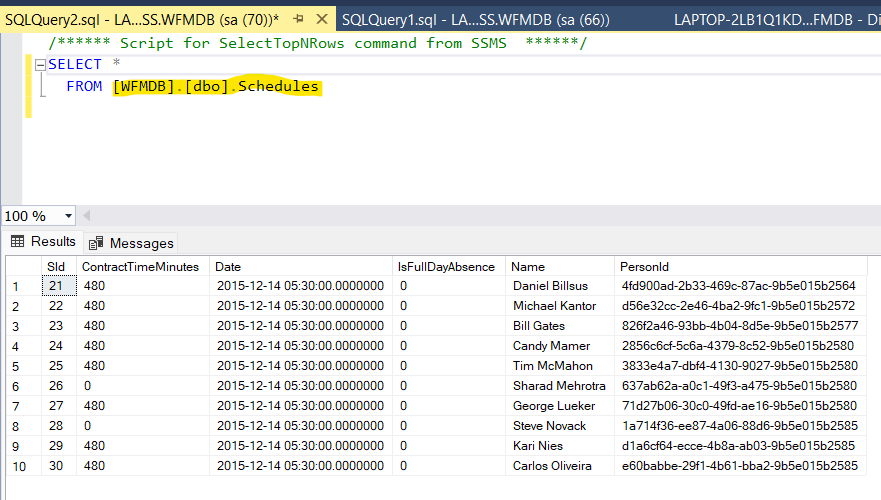 SQLQuery2.sql - LA...SS.WFMDB (sa (70))* SQLQuery1.sql - LA...SS.WFMDB (sa (66)) LAPTOP-2LB1Q1KD...FMDB - Di
/****** Script for SelectTopNRows command from SSMS ******/
SELECT *
FROM [WFMDB].[dbo].Schedules
100 %
Results Messages
SId ContractTimeMinutes Date IsFullDayAbsence Name PersonId
1 21 480 2015-12-14 05:30:00.0000000 0 Daniel Billsus 4fd900ad-2b33-469c-87ac-9b5e015b2564
2 22 480 2015-12-14 05:30:00.0000000 0 Michael Kantor d56e32cc-2e46-4ba2-9fc1-9b5e015b2572
3 23 480 2015-12-14 05:30:00.0000000 0 Bill Gates 826f2a46-93bb-4b04-8d5e-9b5e015b2577
4 24 480 2015-12-14 05:30:00.0000000 0 Candy Mamer 2856c6cf-5c6a-4379-8c52-9b5e015b2580
5 25 480 2015-12-14 05:30:00.0000000 0 Tim McMahon 3833e4a7-dbf4-4130-9027-9b5e015b2580
6 26 0 2015-12-14 05:30:00.0000000 0 Sharad Mehrotra 637ab62a-a0c1-49f3-a475-9b5e015b2580
7 27 480 2015-12-14 05:30:00.0000000 0 George Lueker 71d27b06-30c0-49fd-ae16-9b5e015b2580
8 28 0 2015-12-14 05:30:00.0000000 0 Steve Novack 1a714f36-ee87-4a06-88d6-9b5e015b2585
9 29 480 2015-12-14 05:30:00.0000000 0 Kari Nies d1a6cf64-ecce-4b8a-ab03-9b5e015b2585
10 30 480 2015-12-14 05:30:00.0000000 0 Carlos Oliveira e60babbe-29f1-4b61-bba2-9b5e015b2585